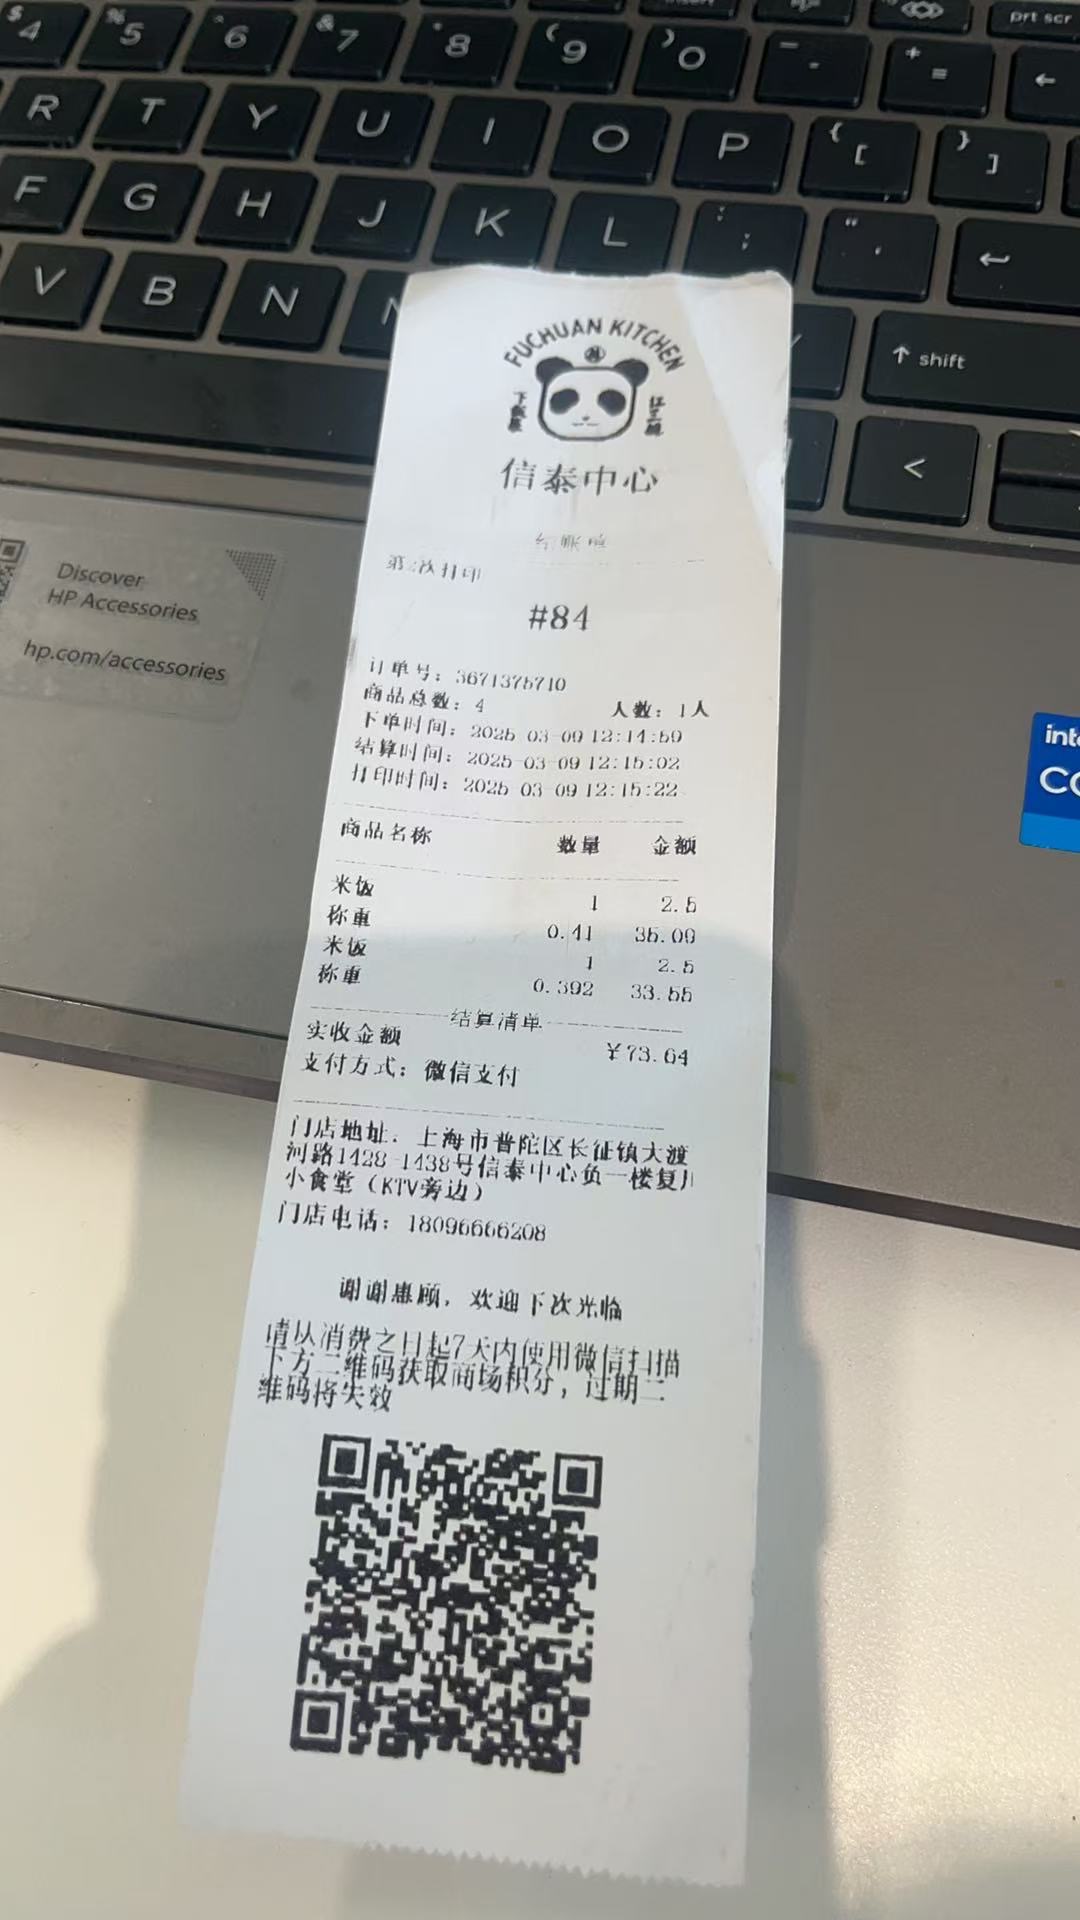 $
4
%
5
^
6
&
7
*
8
(
9
)
0
_
-
+
=
prt scr
←
R
T
Y
U
I
O
P
{
[
}
]
F
G
H
J
K
L
:
;
"
'
V
B
N
<
↑ shift
Discover
HP Accessories
hp.com/accessories
FUCHUAN KITCHEN
信泰中心
结账单
第2次打印
#84
订单号：3671375710
商品总数：4 人数：1人
下单时间：2025-03-09 12:14:59
结算时间：2025-03-09 12:15:02
打印时间：2025-03-09 12:15:22
商品名称 数量 金额
米饭 1 2.5
称重 0.41 35.09
米饭 1 2.5
称重 0.392 33.55
结算清单
实收金额 ¥73.64
支付方式：微信支付
门店地址：上海市普陀区长征镇大渡
河路1428-1438号信泰中心负一楼复川
小食堂（KTV旁边）
门店电话：18096666208
谢谢惠顾，欢迎下次光临
请从消费之日起7天内使用微信扫描
下方二维码获取商场积分，过期二
维码将失效